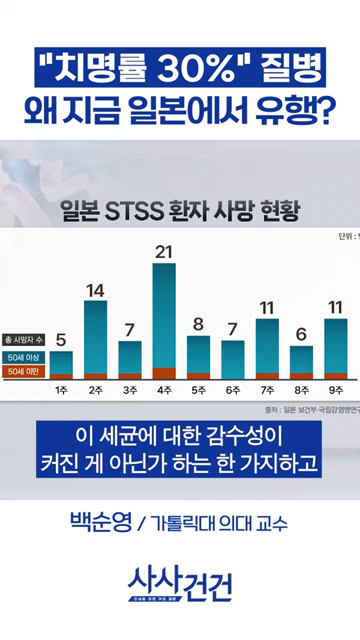 "치명률 30%" 질병
왜 지금 일본에서 유행?
일본 STSS 환자 사망 현황
단위 :
21
14
11
11
8
7
7
6
5
총 사망자 수
50세 이상
50세 미만
1주 2주 3주 4주 5주 6주 7주 8주 9주
출처 : 일본 보건부·국립감염병연구
이 세균에 대한 감수성이
커진 게 아닌가 하는 한 가지하고
백순영 / 가톨릭대 의대 교수
사사건건